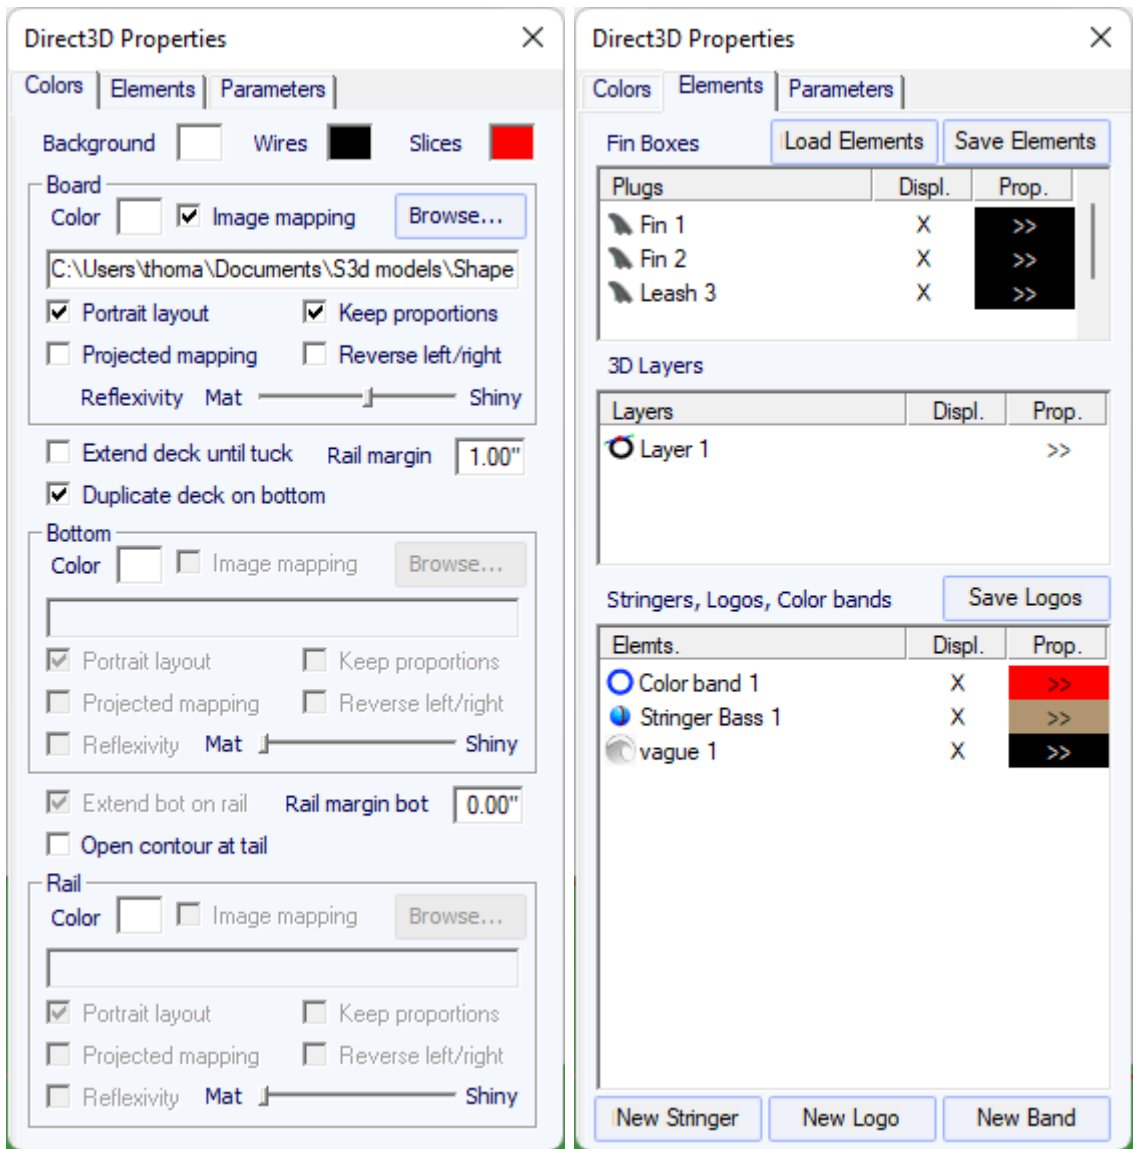 Direct3D Properties
Colors Elements Parameters
Background Wires Slices
Board
Color Image mapping Browse...
C:\Users\thoma\Documents\S3d models\Shape
Portrait layout Keep proportions
Projected mapping Reverse left/right
Reflexivity Mat Shiny
Extend deck until tuck Rail margin 1.00"
Duplicate deck on bottom
Bottom
Color Image mapping Browse...
Portrait layout Keep proportions
Projected mapping Reverse left/right
Reflexivity Mat Shiny
Extend bot on rail Rail margin bot 0.00"
Open contour at tail
Rail
Color Image mapping Browse...
Portrait layout Keep proportions
Projected mapping Reverse left/right
Reflexivity Mat Shiny
Direct3D Properties
Colors Elements Parameters
Fin Boxes Load Elements Save Elements
Plugs Displ. Prop.
Fin 1 X >>
Fin 2 X >>
Leash 3 X >>
3D Layers
Layers Displ. Prop.
Layer 1 >>
Stringers, Logos, Color bands Save Logos
Elemts. Displ. Prop.
Color band 1 X >>
Stringer Bass 1 X >>
vague 1 X >>
New Stringer New Logo New Band